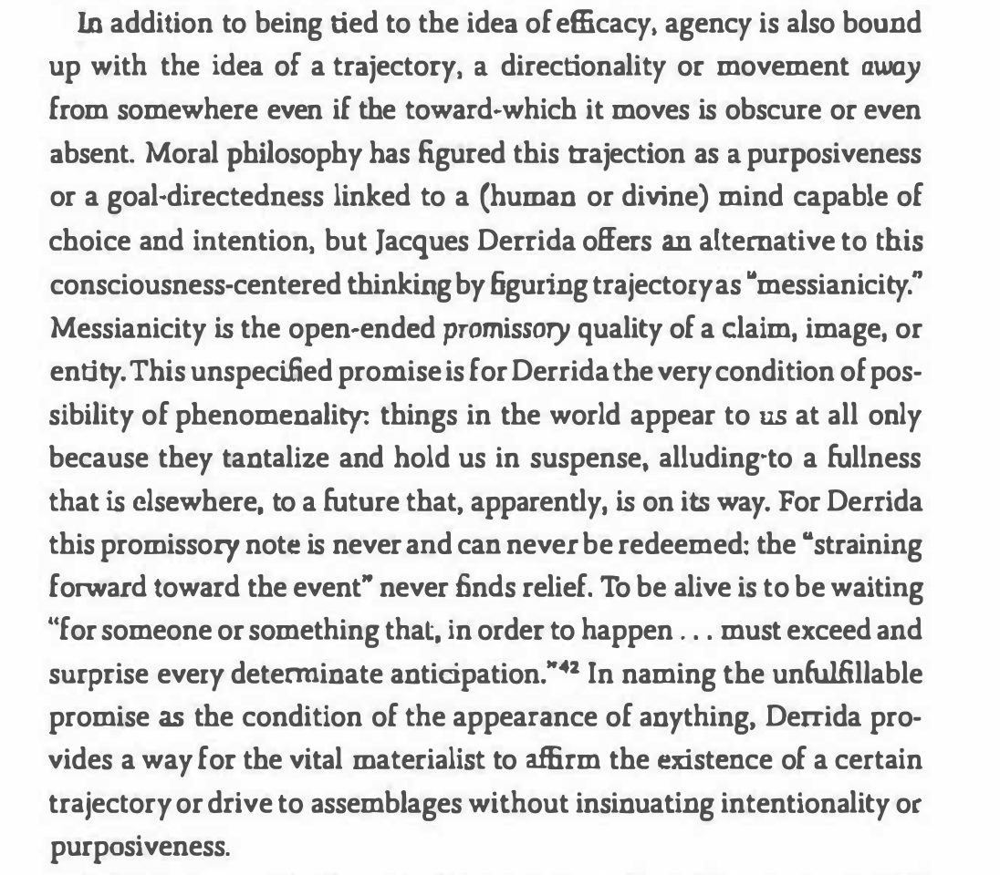 In addition to being tied to the idea of efficacy, agency is also bound
up with the idea of a trajectory, a directionality or movement away
from somewhere even if the toward-which it moves is obscure or even
absent. Moral philosophy has figured this trajection as a purposiveness
or a goal-directedness linked to a (human or divine) mind capable of
choice and intention, but Jacques Derrida offers an alternative to this
consciousness-centered thinking by figuring trajectory as “messianicity.”
Messianicity is the open-ended promissory quality of a claim, image, or
entity. This unspecified promise is for Derrida the very condition of pos-
sibility of phenomenality: things in the world appear to us at all only
because they tantalize and hold us in suspense, alluding·to a fullness
that is elsewhere, to a future that, apparently, is on its way. For Derrida
this promissory note is never and can never be redeemed: the “straining
forward toward the event” never finds relief. To be alive is to be waiting
“for someone or something that, in order to happen . . . must exceed and
surprise every determinate anticipation.”42 In naming the unfulfillable
promise as the condition of the appearance of anything, Derrida pro-
vides a way for the vital materialist to affirm the existence of a certain
trajectory or drive to assemblages without insinuating intentionality or
purposiveness.